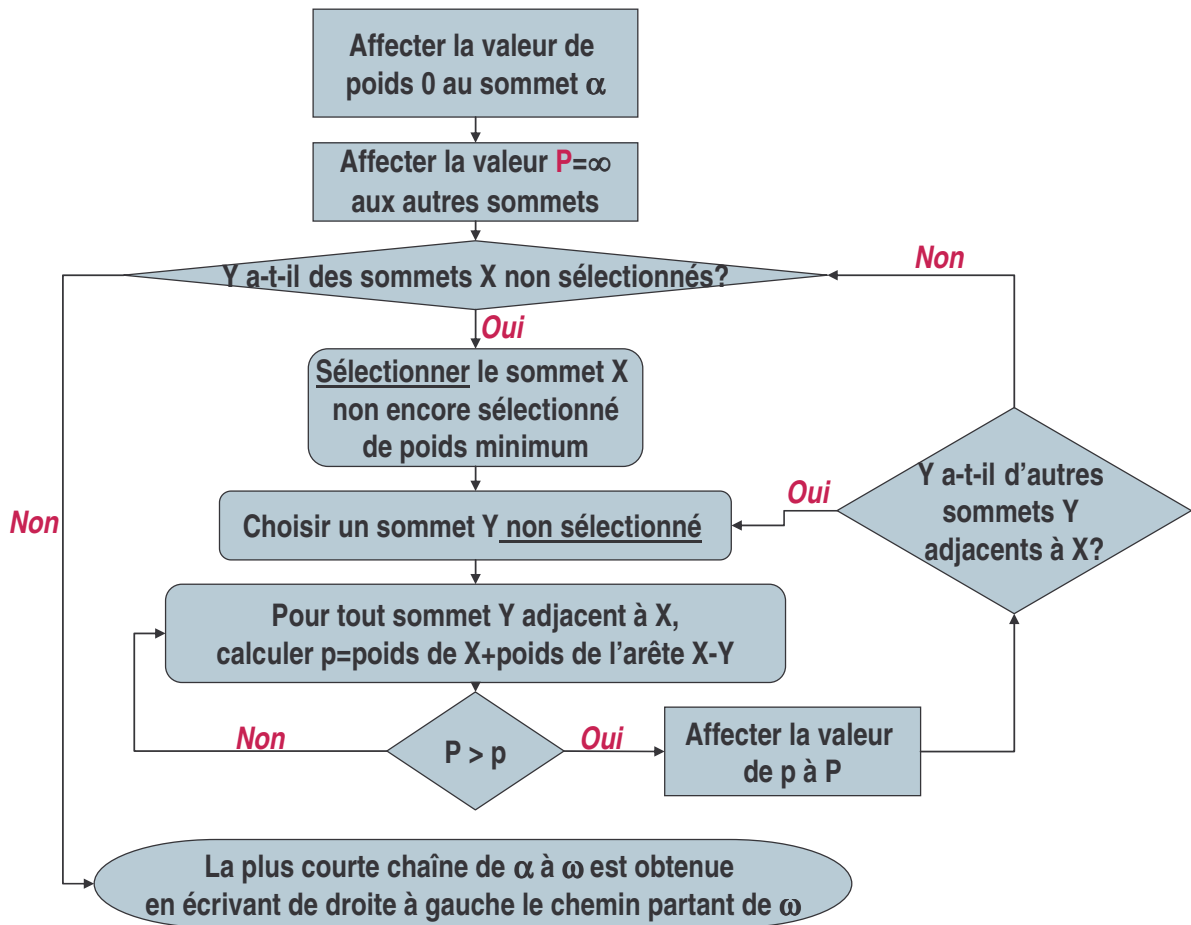 Affecter la valeur de
poids 0 au sommet α
Affecter la valeur P=∞
aux autres sommets
Y a-t-il des sommets X non sélectionnés?
Non
Oui
Sélectionner le sommet X
non encore sélectionné
de poids minimum
Y a-t-il d'autres
sommets Y
adjacents à X?
Oui
Non
Choisir un sommet Y non sélectionné
Pour tout sommet Y adjacent à X,
calculer p=poids de X+poids de l'arête X-Y
Non
P > p
Oui
Affecter la valeur
de p à P
La plus courte chaîne de α à ω est obtenue
en écrivant de droite à gauche le chemin partant de ω